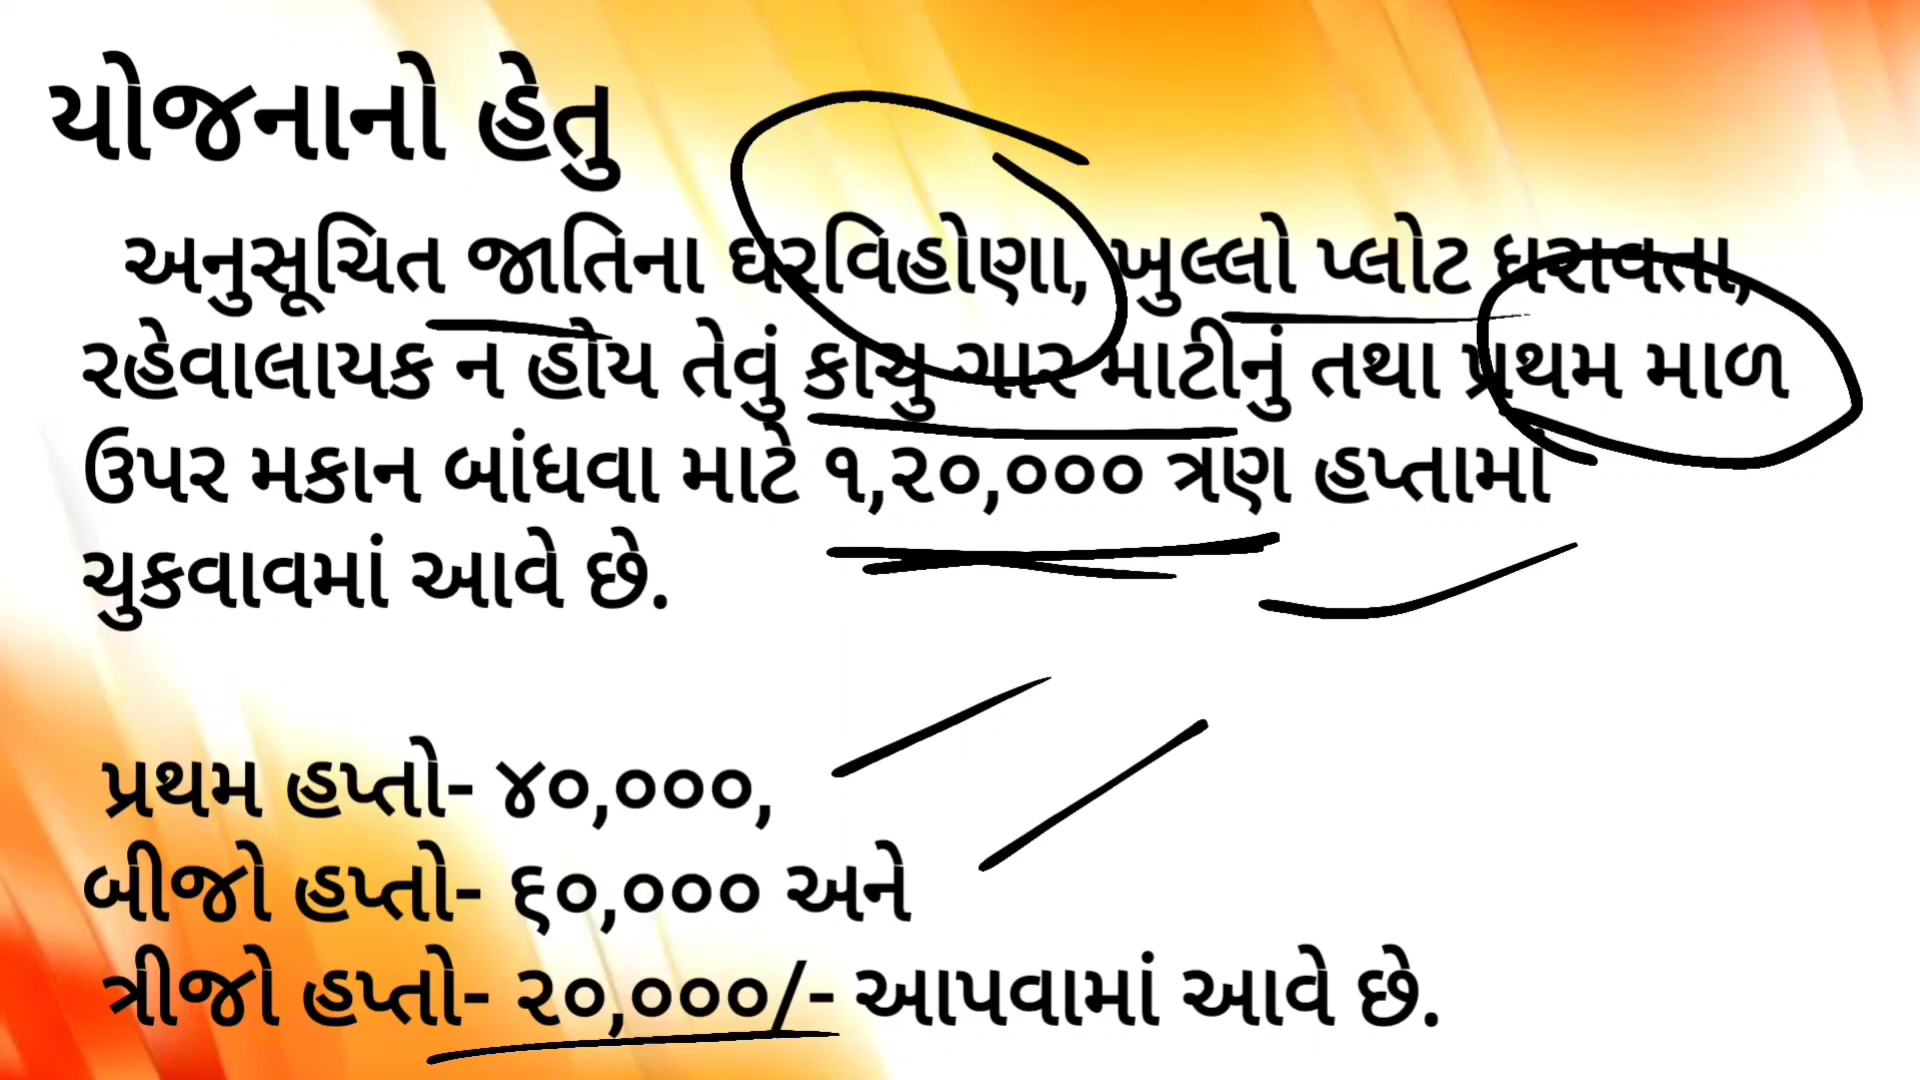 યોજનાનો હેતુ
અનુસૂચિત જાતિના ઘરવિહોણા, ખુલ્લો પ્લોટ ધરાવતા,
રહેવાલાયક ન હોય તેવું કાચુ ગાર માટીનું તથા પ્રથમ માળ
ઉપર મકાન બાંધવા માટે ૧,૨૦,૦૦૦ ત્રણ હપ્તામાં
ચુકવાવમાં આવે છે.
પ્રથમ હપ્તો- ૪૦,૦૦૦,
બીજો હપ્તો- ૬૦,૦૦૦ અને
ત્રીજો હપ્તો- ૨૦,૦૦૦/- આપવામાં આવે છે.